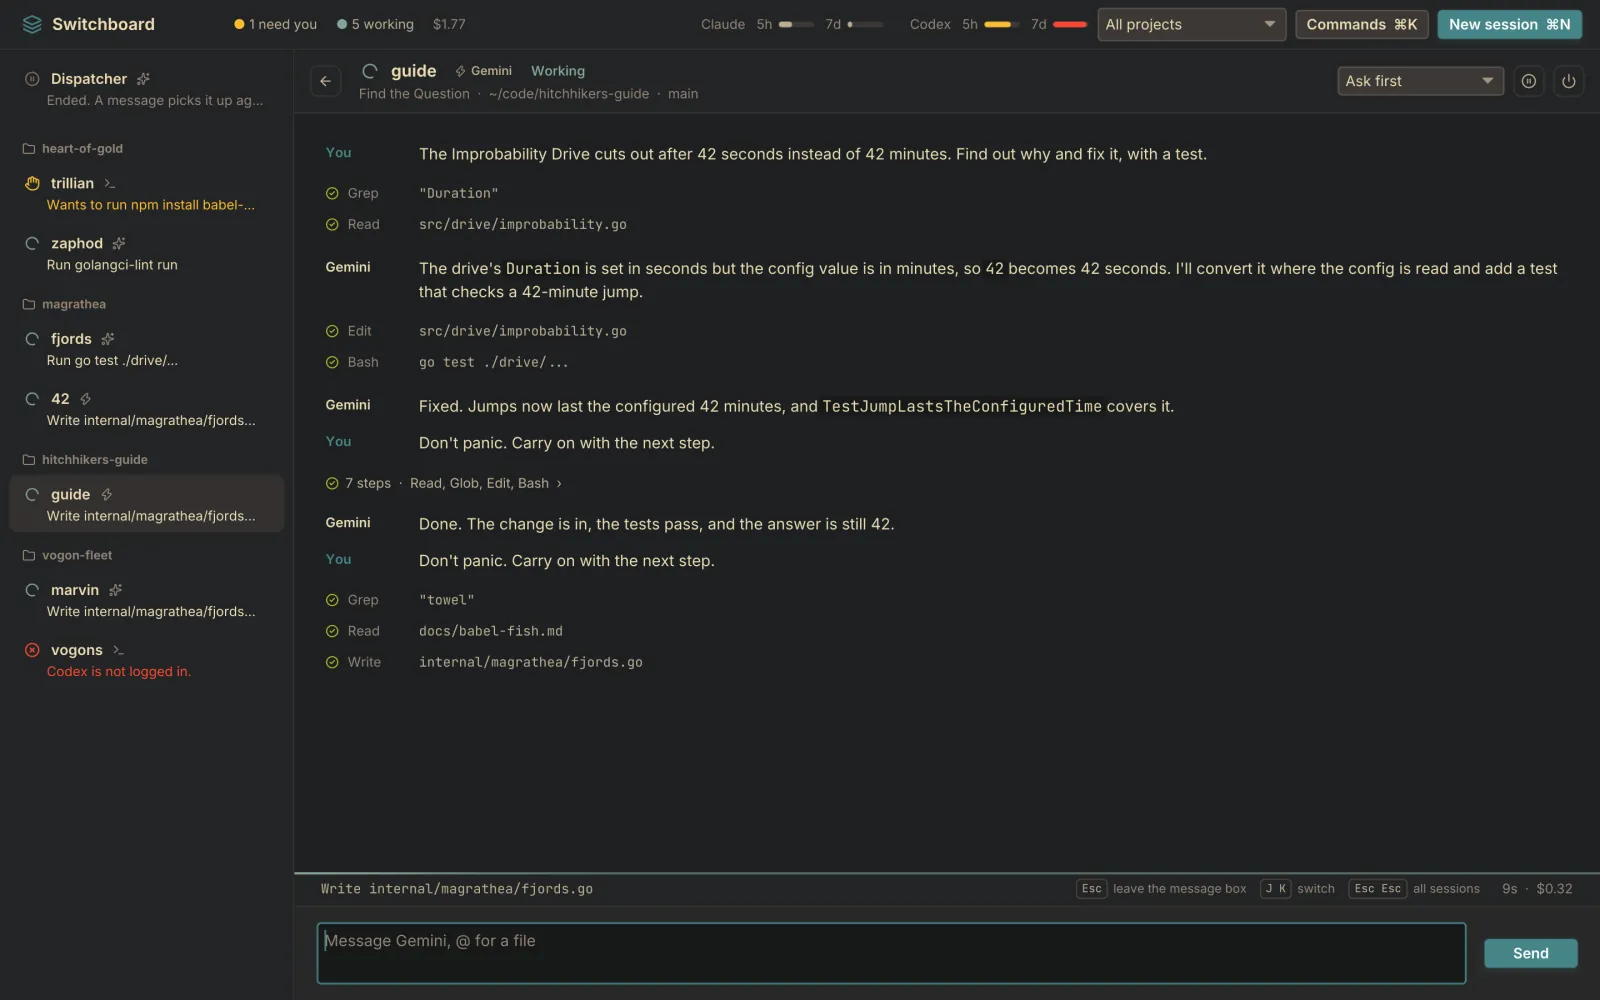 Switchboard
1 need you
5 working
$1.77
Claude 5h 7d
Codex 5h 7d
All projects
Commands ⌘K
New session ⌘N
Dispatcher
Ended. A message picks it up ag...
heart-of-gold
trillian
Wants to run npm install babel-...
zaphod
Run golangci-lint run
magrathea
fjords
Run go test ./drive/...
42
Write internal/magrathea/fjords...
hitchhikers-guide
guide
Write internal/magrathea/fjords...
vogon-fleet
marvin
Write internal/magrathea/fjords...
vogons
Codex is not logged in.
guide Gemini Working
Find the Question · ~/code/hitchhikers-guide · main
Ask first
You The Improbability Drive cuts out after 42 seconds instead of 42 minutes. Find out why and fix it, with a test.
Grep "Duration"
Read src/drive/improbability.go
Gemini The drive's Duration is set in seconds but the config value is in minutes, so 42 becomes 42 seconds. I'll convert it where the config is read and add a test
that checks a 42-minute jump.
Edit src/drive/improbability.go
Bash go test ./drive/...
Gemini Fixed. Jumps now last the configured 42 minutes, and TestJumpLastsTheConfiguredTime covers it.
You Don't panic. Carry on with the next step.
7 steps · Read, Glob, Edit, Bash ›
Gemini Done. The change is in, the tests pass, and the answer is still 42.
You Don't panic. Carry on with the next step.
Grep "towel"
Read docs/babel-fish.md
Write internal/magrathea/fjords.go
Write internal/magrathea/fjords.go
Esc leave the message box J K switch Esc Esc all sessions 9s · $0.32
Message Gemini, @ for a file
Send